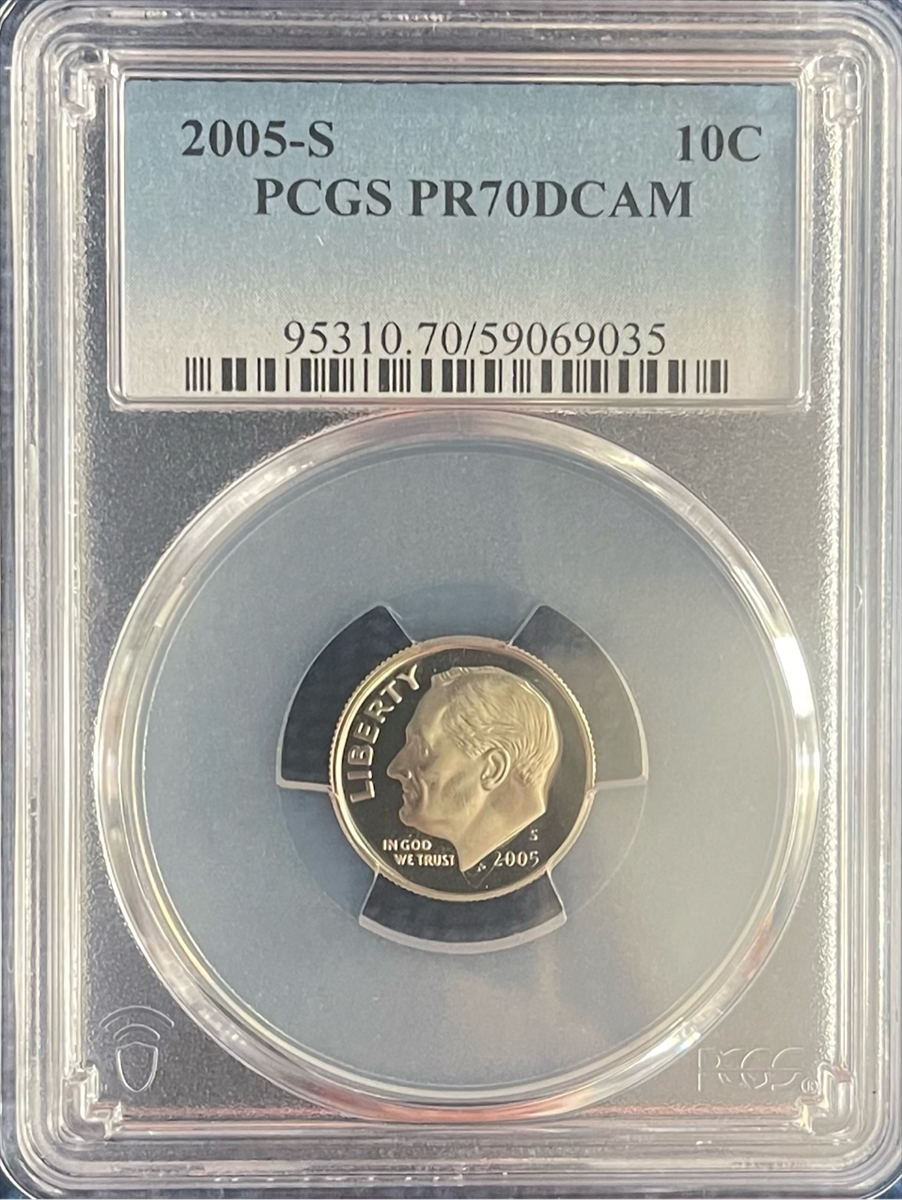 2005-S 10C
PCGS PR70DCAM
95310.70/59069035
LIBERTY
IN GOD
WE TRUST
S
2005
PCGS®